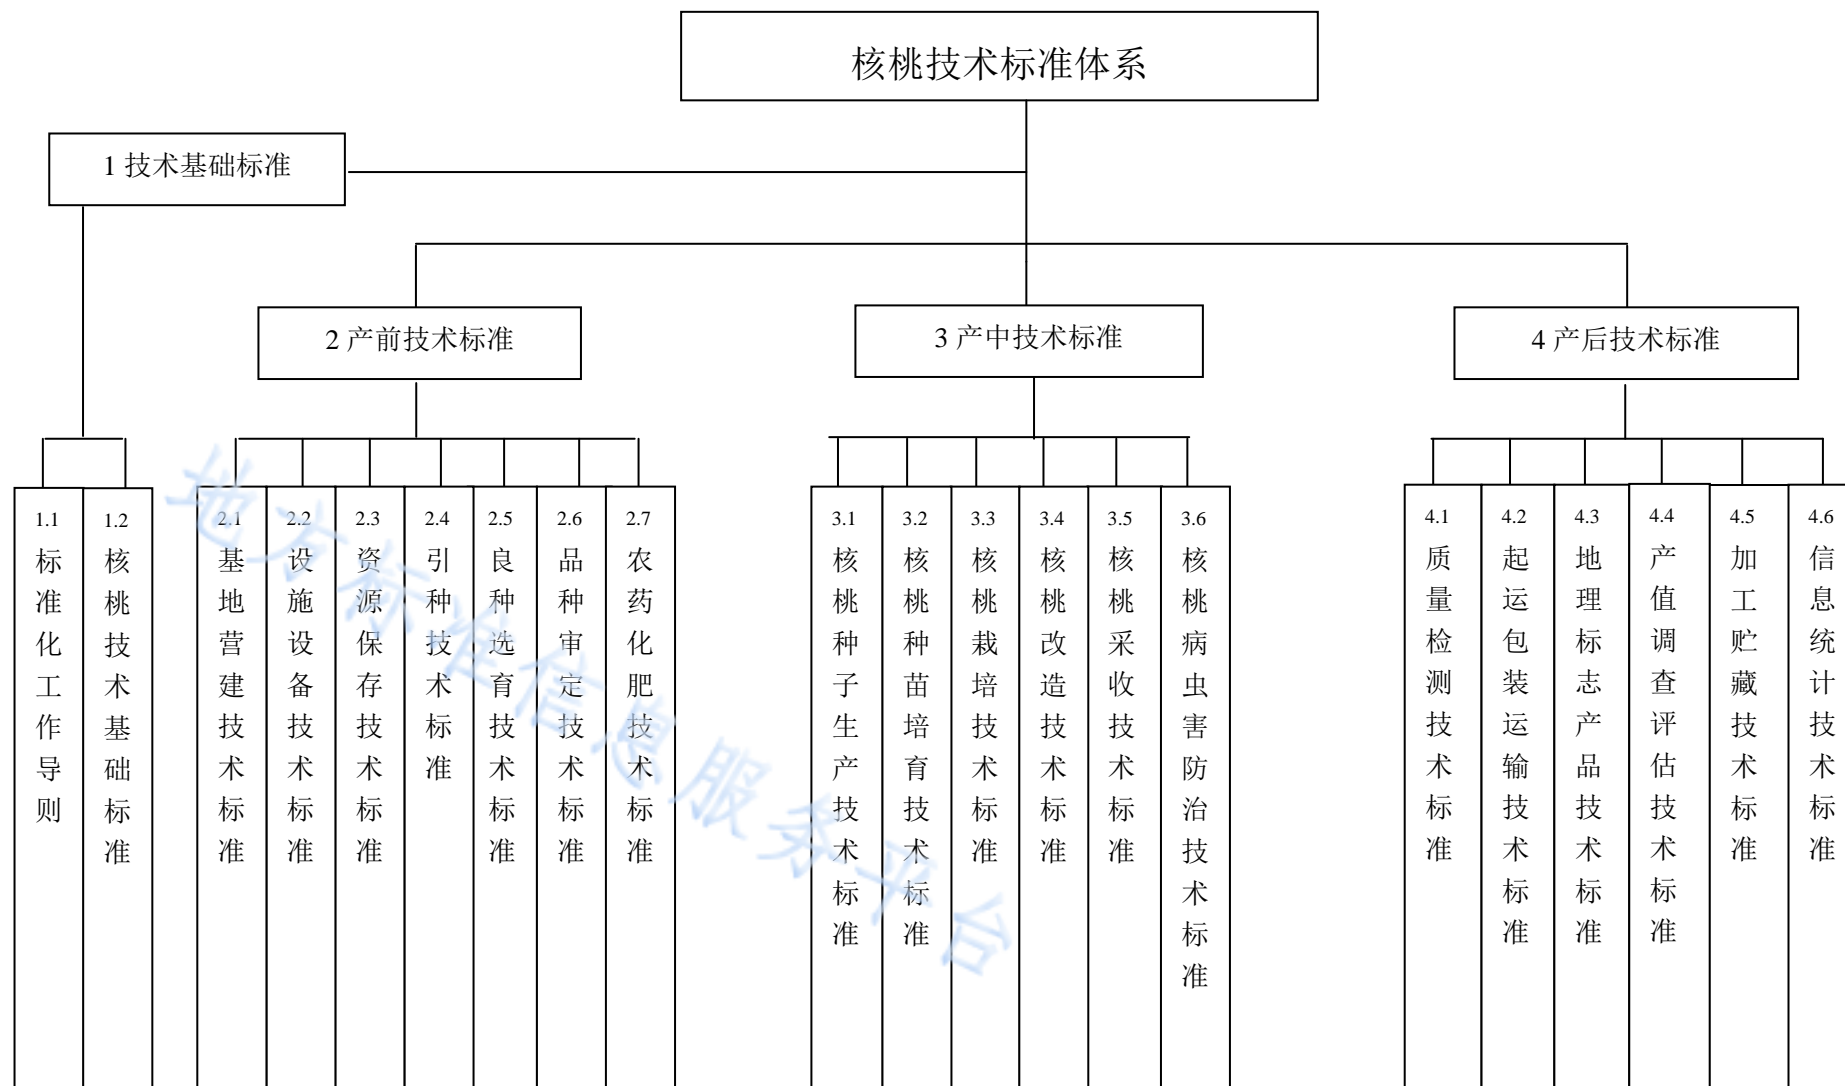 核桃技术标准体系
1 技术基础标准
2 产前技术标准
3 产中技术标准
4 产后技术标准
1.1 标准化工作导则
1.2 核桃技术基础标准
2.1 基地营建技术标准
2.2 设施设备技术标准
2.3 资源保存技术标准
2.4 引种技术标准
2.5 良种选育技术标准
2.6 品种审定技术标准
2.7 农药化肥技术标准
3.1 核桃种子生产技术标准
3.2 核桃种苗培育技术标准
3.3 核桃栽培技术标准
3.4 核桃改造技术标准
3.5 核桃采收技术标准
3.6 核桃病虫害防治技术标准
4.1 质量检测技术标准
4.2 起运包装运输技术标准
4.3 地理标志产品技术标准
4.4 产值调查评估技术标准
4.5 加工贮藏技术标准
4.6 信息统计技术标准
地方标准信息服务平台